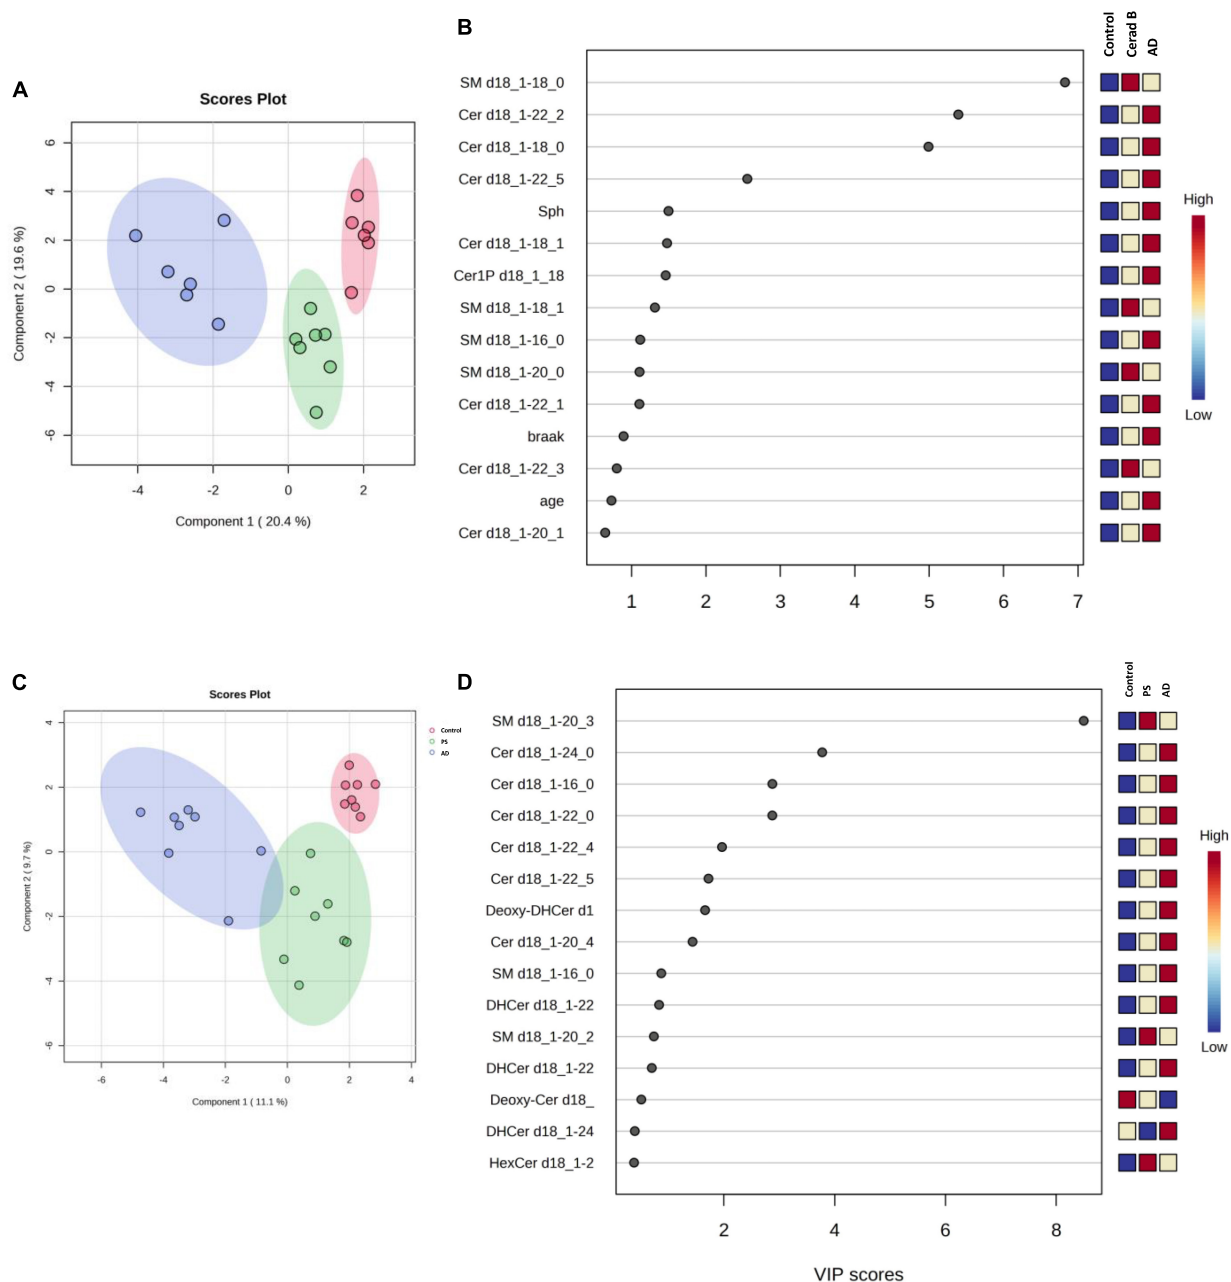 A
Scores Plot
Component 2 ( 19.6 %)
6
4
2
0
-2
-4
-6
-4
-2
0
2
Component 1 ( 20.4 %)
B
Control
Cerad B
AD
SM d18_1-18_0
Cer d18_1-22_2
Cer d18_1-18_0
Cer d18_1-22_5
Sph
Cer d18_1-18_1
Cer1P d18_1_18
SM d18_1-18_1
SM d18_1-16_0
SM d18_1-20_0
Cer d18_1-22_1
braak
Cer d18_1-22_3
age
Cer d18_1-20_1
1
2
3
4
5
6
7
High
Low
C
Scores Plot
Component 2 ( 9.7 %)
4
2
0
-2
-4
-6
-6
-4
-2
0
2
4
Component 1 ( 11.1 %)
Control
PS
AD
D
Control
PS
AD
SM d18_1-20_3
Cer d18_1-24_0
Cer d18_1-16_0
Cer d18_1-22_0
Cer d18_1-22_4
Cer d18_1-22_5
Deoxy-DHCer d1
Cer d18_1-20_4
SM d18_1-16_0
DHCer d18_1-22
SM d18_1-20_2
DHCer d18_1-22
Deoxy-Cer d18_
DHCer d18_1-24
HexCer d18_1-2
2
4
6
8
VIP scores
High
Low